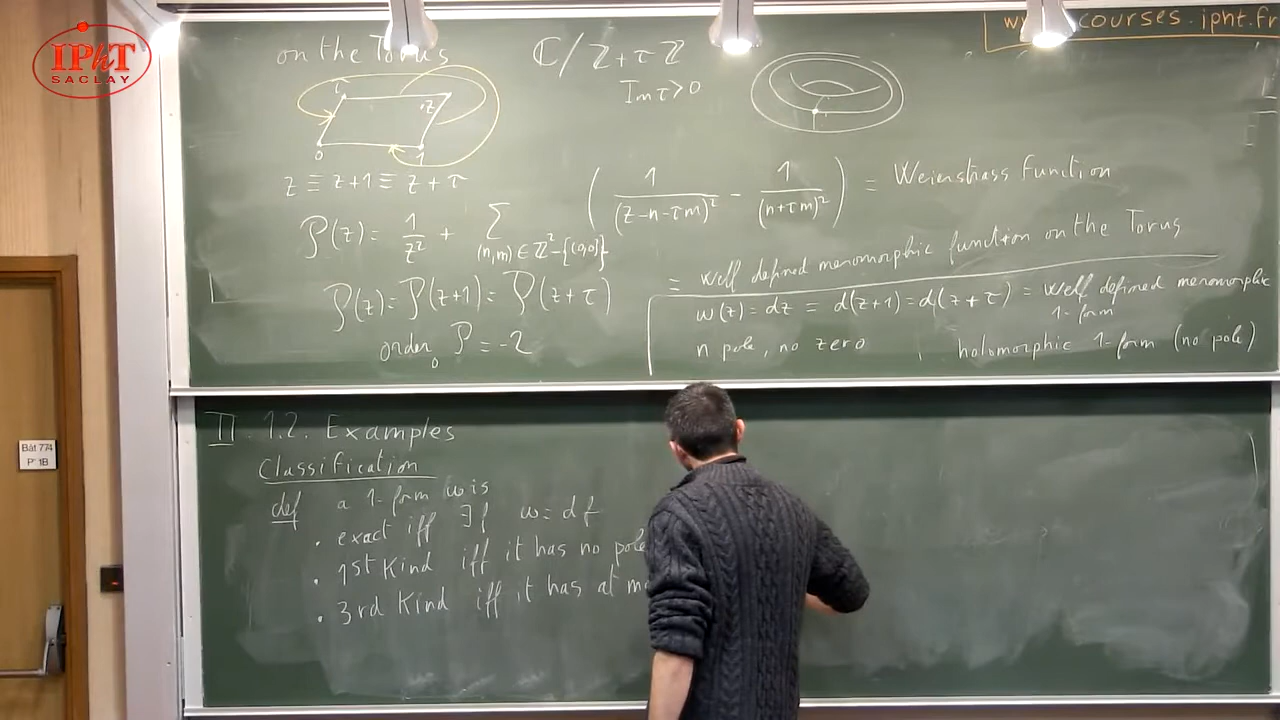 IPhT
SACLAY
www.courses.ipht.fr
on the Torus
ℂ/ℤ+τℤ
Im τ>0
τ
z
0
1
z ≡ z+1 ≡ z+τ
℘(z) = 1/z² + ∑_{(n,m)∈ℤ²-{(0,0)}} ( 1/(z-n-τm)² - 1/(n+τm)² ) = Weierstrass Function
= well defined meromorphic function on the Torus
℘(z) = ℘(z+1) = ℘(z+τ)
order₀ ℘ = -2
ω(z) = dz = d(z+1) = d(z+τ) = well defined meromorphic
1-form
n pole, no zero, holomorphic 1-form (no pole)
II. 1.2. Examples
Classification
def a 1-form ω is
. exact iff ∃f ω=df
. 1st Kind iff it has no pole
. 3rd Kind iff it has at
Bât 774
P 1B